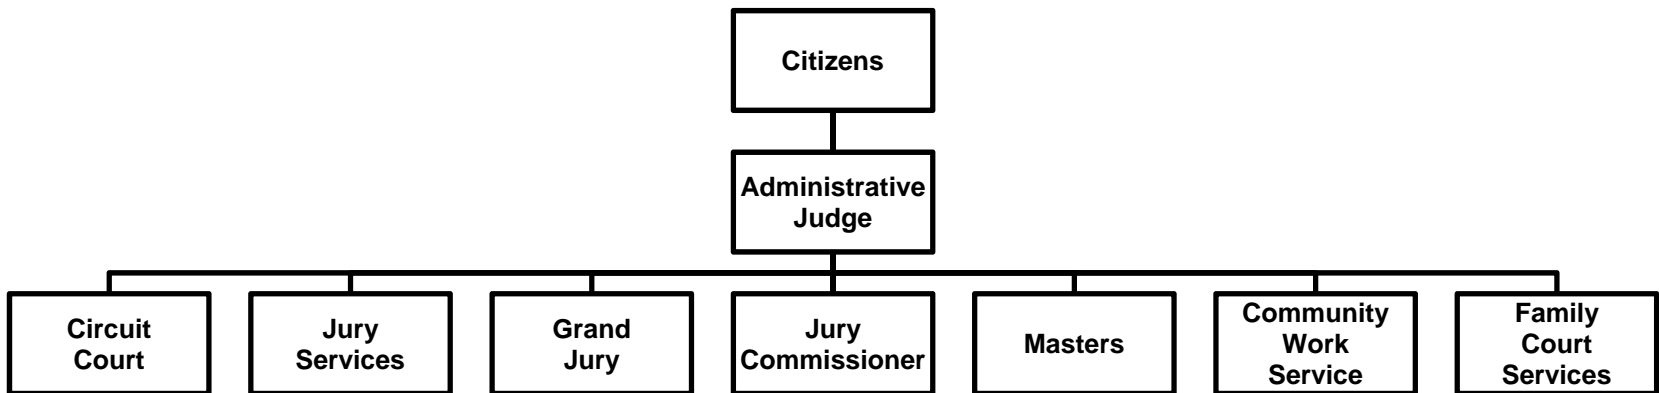 Citizens
Administrative
Judge
Circuit
Court
Jury
Services
Grand
Jury
Jury
Commissioner
Masters
Community
Work
Service
Family
Court
Services